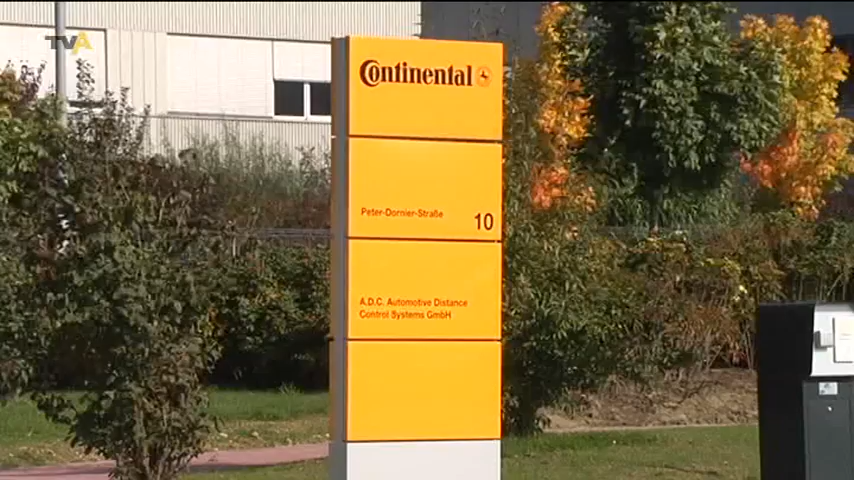 TVA
Continental
Peter-Dornier-Straße 10
A.D.C. Automotive Distance
Control Systems GmbH